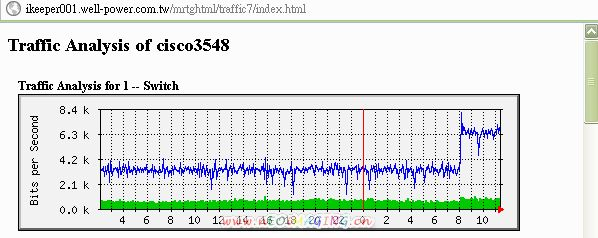 ikeeper001.well-power.com.tw/mrtghtml/traffic7/index.html
Traffic Analysis of cisco3548
Traffic Analysis for 1 -- Switch
Bits per Second
8.4 k
6.3 k
4.2 k
2.1 k
0.0 k
4 6 8 10 12 14 16 18 20 22 0 2 4 6 8 10